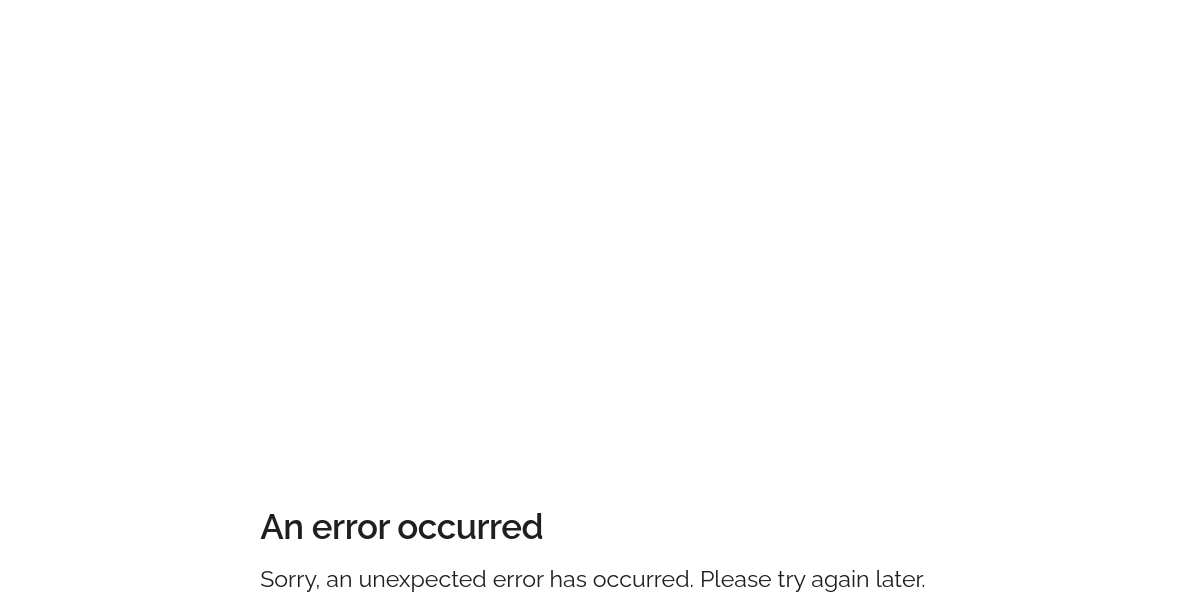 An error occurred
Sorry, an unexpected error has occurred. Please try again later.